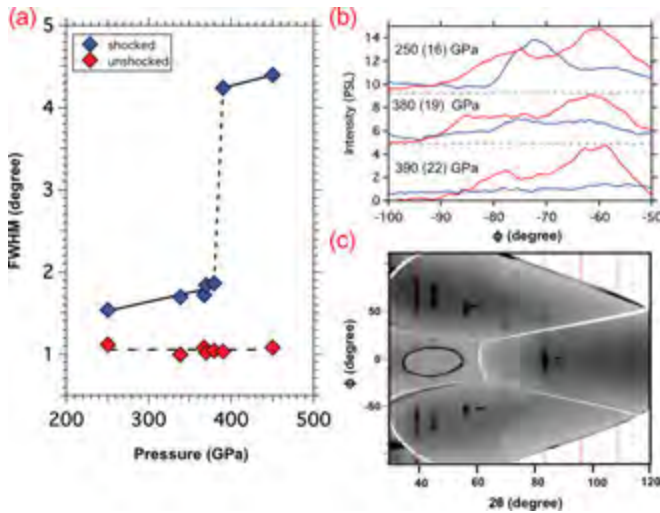 (a)
5
4
3
2
1
FWHM (degree)
shocked
unshocked
200
300
400
500
Pressure (GPa)
(b)
14
12
10
8
6
4
2
0
Intensity (PSL)
250 (16) GPa
380 (19) GPa
390 (22) GPa
-100
-90
-80
-70
-60
-50
Φ (degree)
(c)
50
0
-50
Φ (degree)
40
60
80
100
120
2θ (degree)